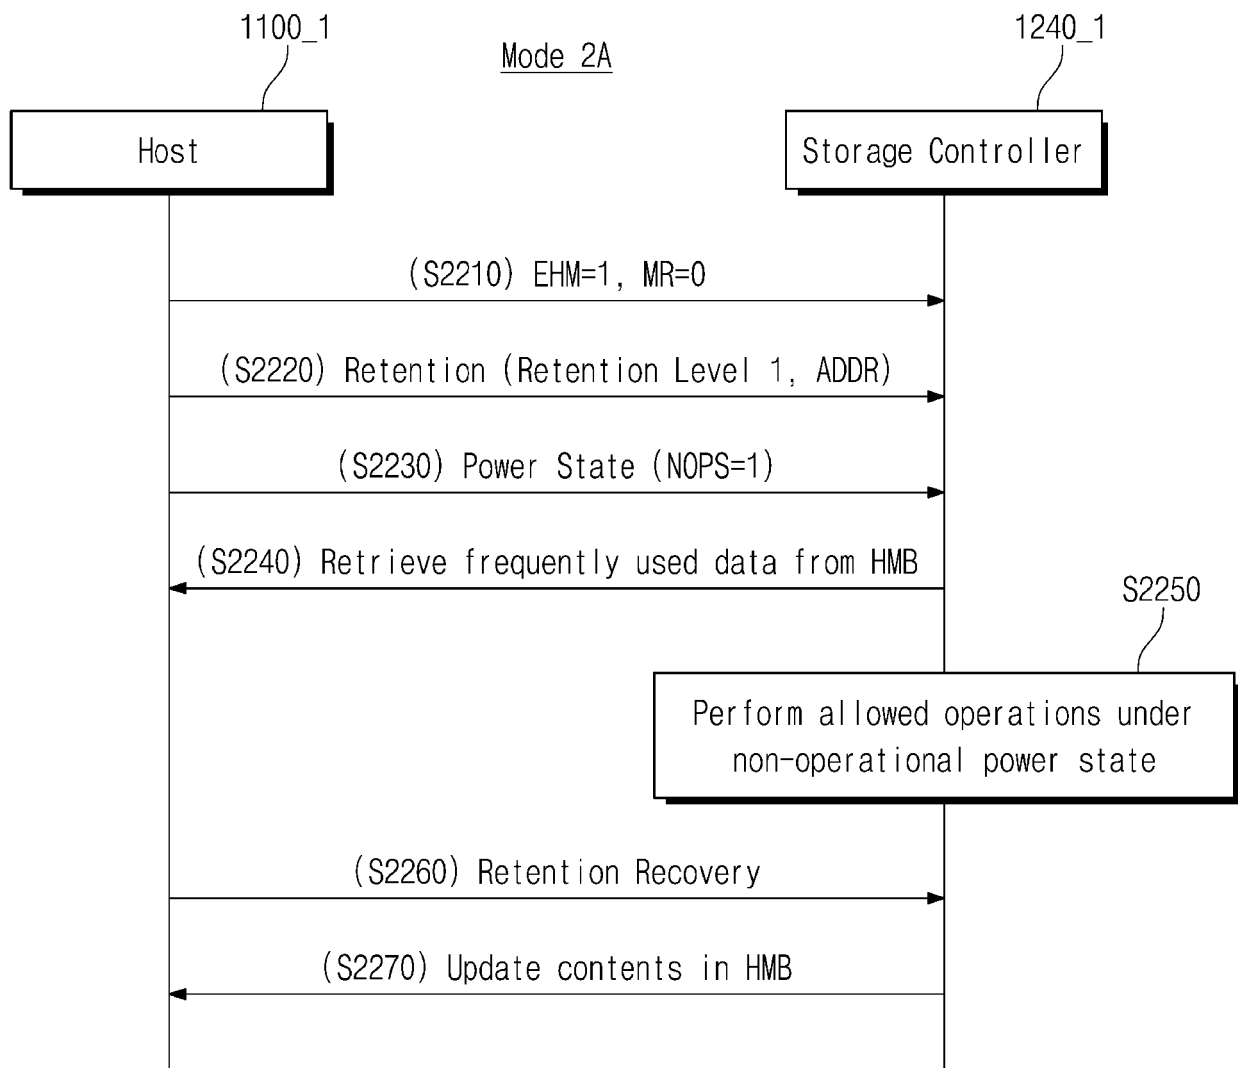 1100_1
Mode 2A
1240_1
Host
Storage Controller
(S2210) EHM=1, MR=0
(S2220) Retention (Retention Level 1, ADDR)
(S2230) Power State (NOPS=1)
(S2240) Retrieve frequently used data from HMB
S2250
Perform allowed operations under
non-operational power state
(S2260) Retention Recovery
(S2270) Update contents in HMB